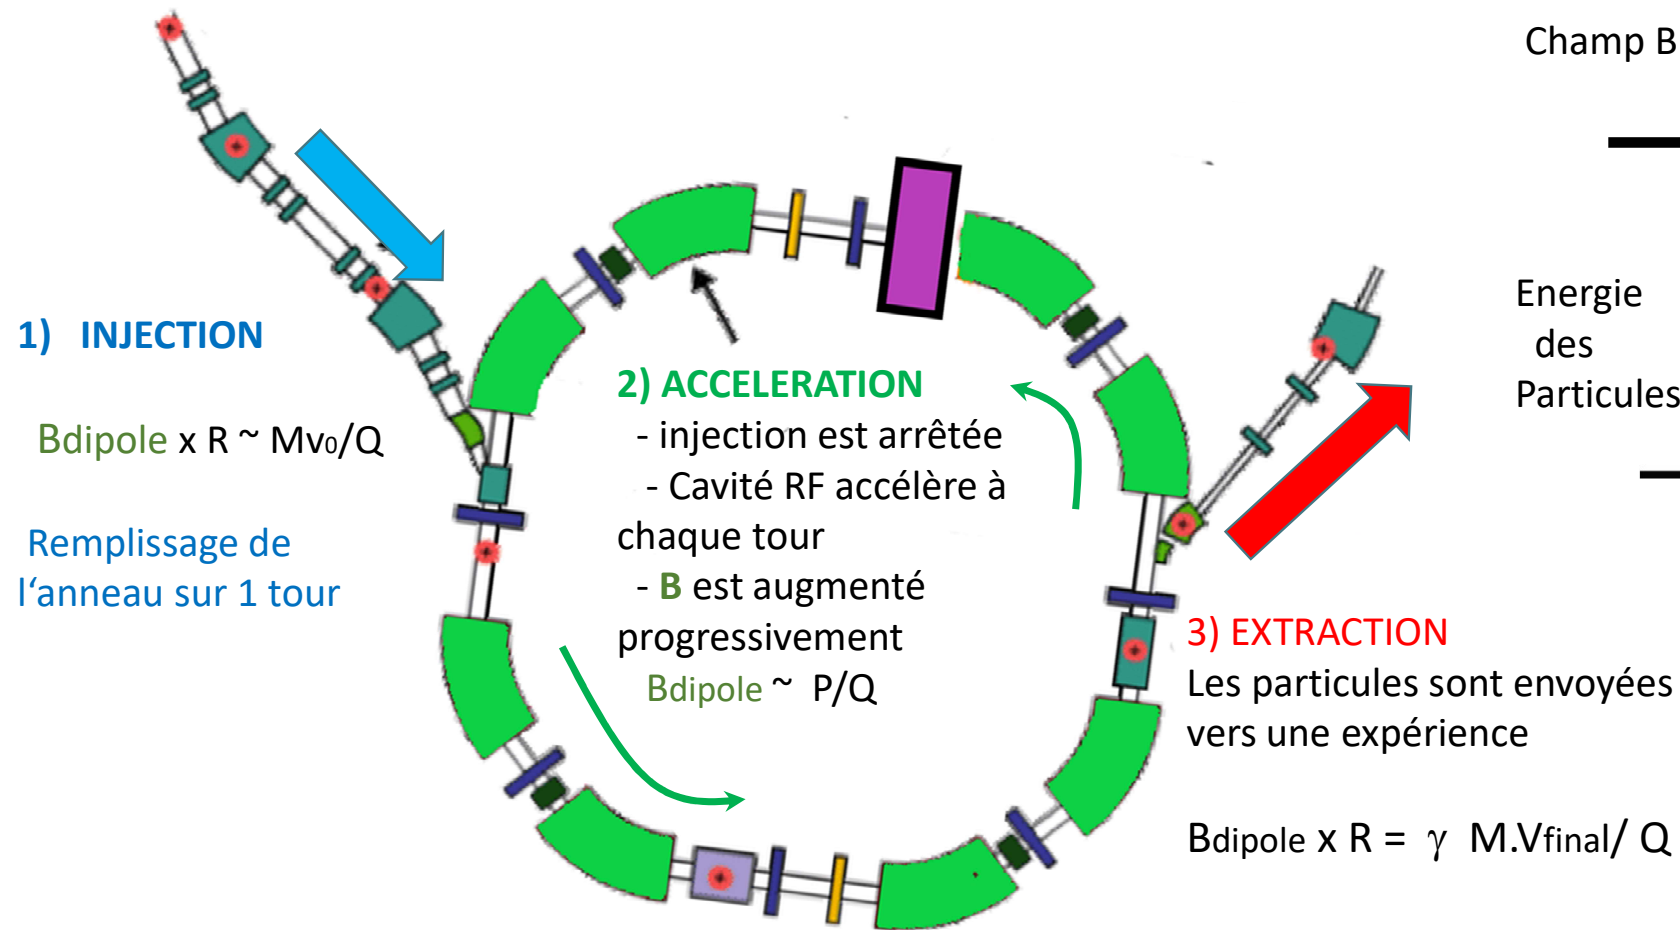 Champ B
1) INJECTION
Bdipole x R ~ Mv0/Q
Remplissage de
l‘anneau sur 1 tour
2) ACCELERATION
- injection est arrêtée
- Cavité RF accélère à
chaque tour
- B est augmenté
progressivement
Bdipole ~ P/Q
Energie
des
Particules
3) EXTRACTION
Les particules sont envoyées
vers une expérience
Bdipole x R = γ M.Vfinal/ Q